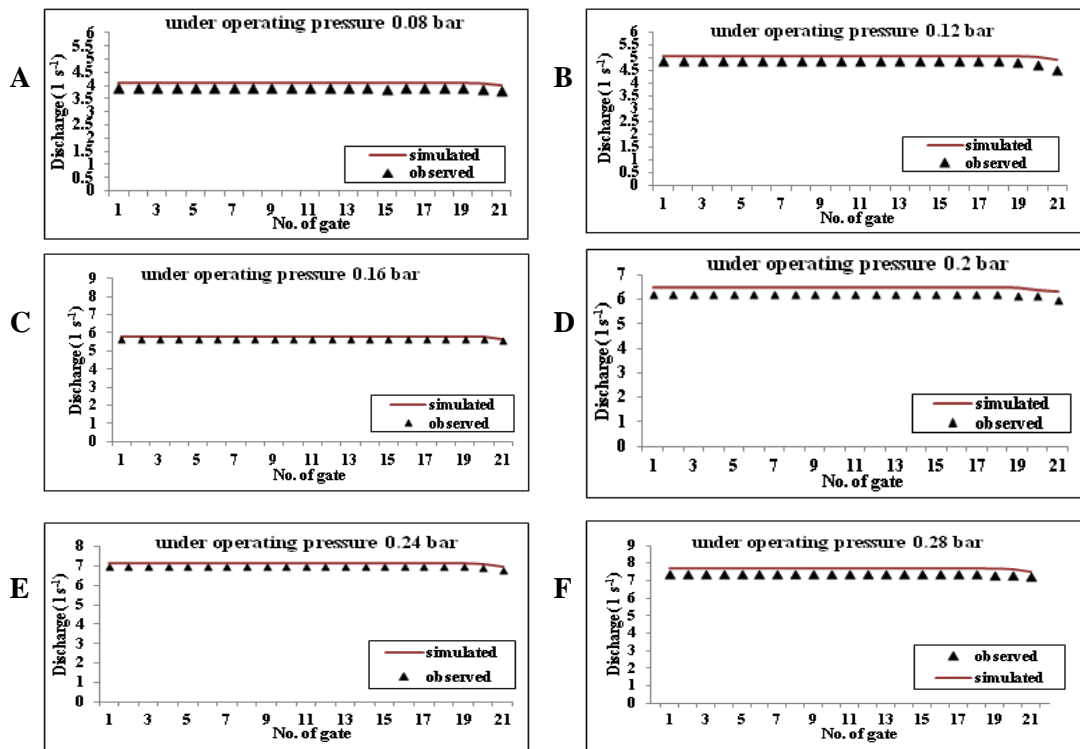 A
under operating pressure 0.08 bar
Discharge ( l s-1)
6
5.5
5
4.5
4
3.5
3
2.5
2
1.5
1
0.5
0
simulated
observed
1 3 5 7 9 11 13 15 17 19 21
No. of gate
B
under operating pressure 0.12 bar
Discharge ( l s-1)
6
5.5
5
4.5
4
3.5
3
2.5
2
1.5
1
0.5
0
simulated
observed
1 3 5 7 9 11 13 15 17 19 21
No. of gate
C
under operating pressure 0.16 bar
Discharge ( l s-1)
9
8
7
6
5
4
3
2
1
0
simulated
observed
1 3 5 7 9 11 13 15 17 19 21
No. of gate
D
under operating pressure 0.2 bar
Discharge ( l s-1)
7
6
5
4
3
2
1
0
simulated
observed
1 3 5 7 9 11 13 15 17 19 21
No. of gate
E
under operating pressure 0.24 bar
Discharge ( l s-1)
8
7
6
5
4
3
2
1
0
simulated
observed
1 3 5 7 9 11 13 15 17 19 21
No. of gate
F
under operating pressure 0.28 bar
Discharge ( l s-1)
9
8
7
6
5
4
3
2
1
0
observed
simulated
1 3 5 7 9 11 13 15 17 19 21
No. of gate